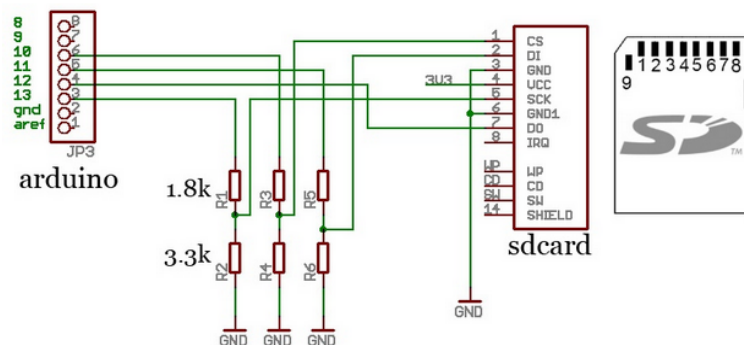 8
9
10
11
12
13
gnd
aref
8
7
6
5
4
3
2
1
JP3
arduino
1.8k
3.3k
R1
R2
R3
R4
R5
R6
GND
GND
GND
3V3
GND
1 CS
2 DI
3 GND
4 VCC
5 SCK
6 GND1
7 DO
8 IRQ
WP WP
CD CD
SW SW
14 SHIELD
sdcard
1 2 3 4 5 6 7 8
9
SD
TM